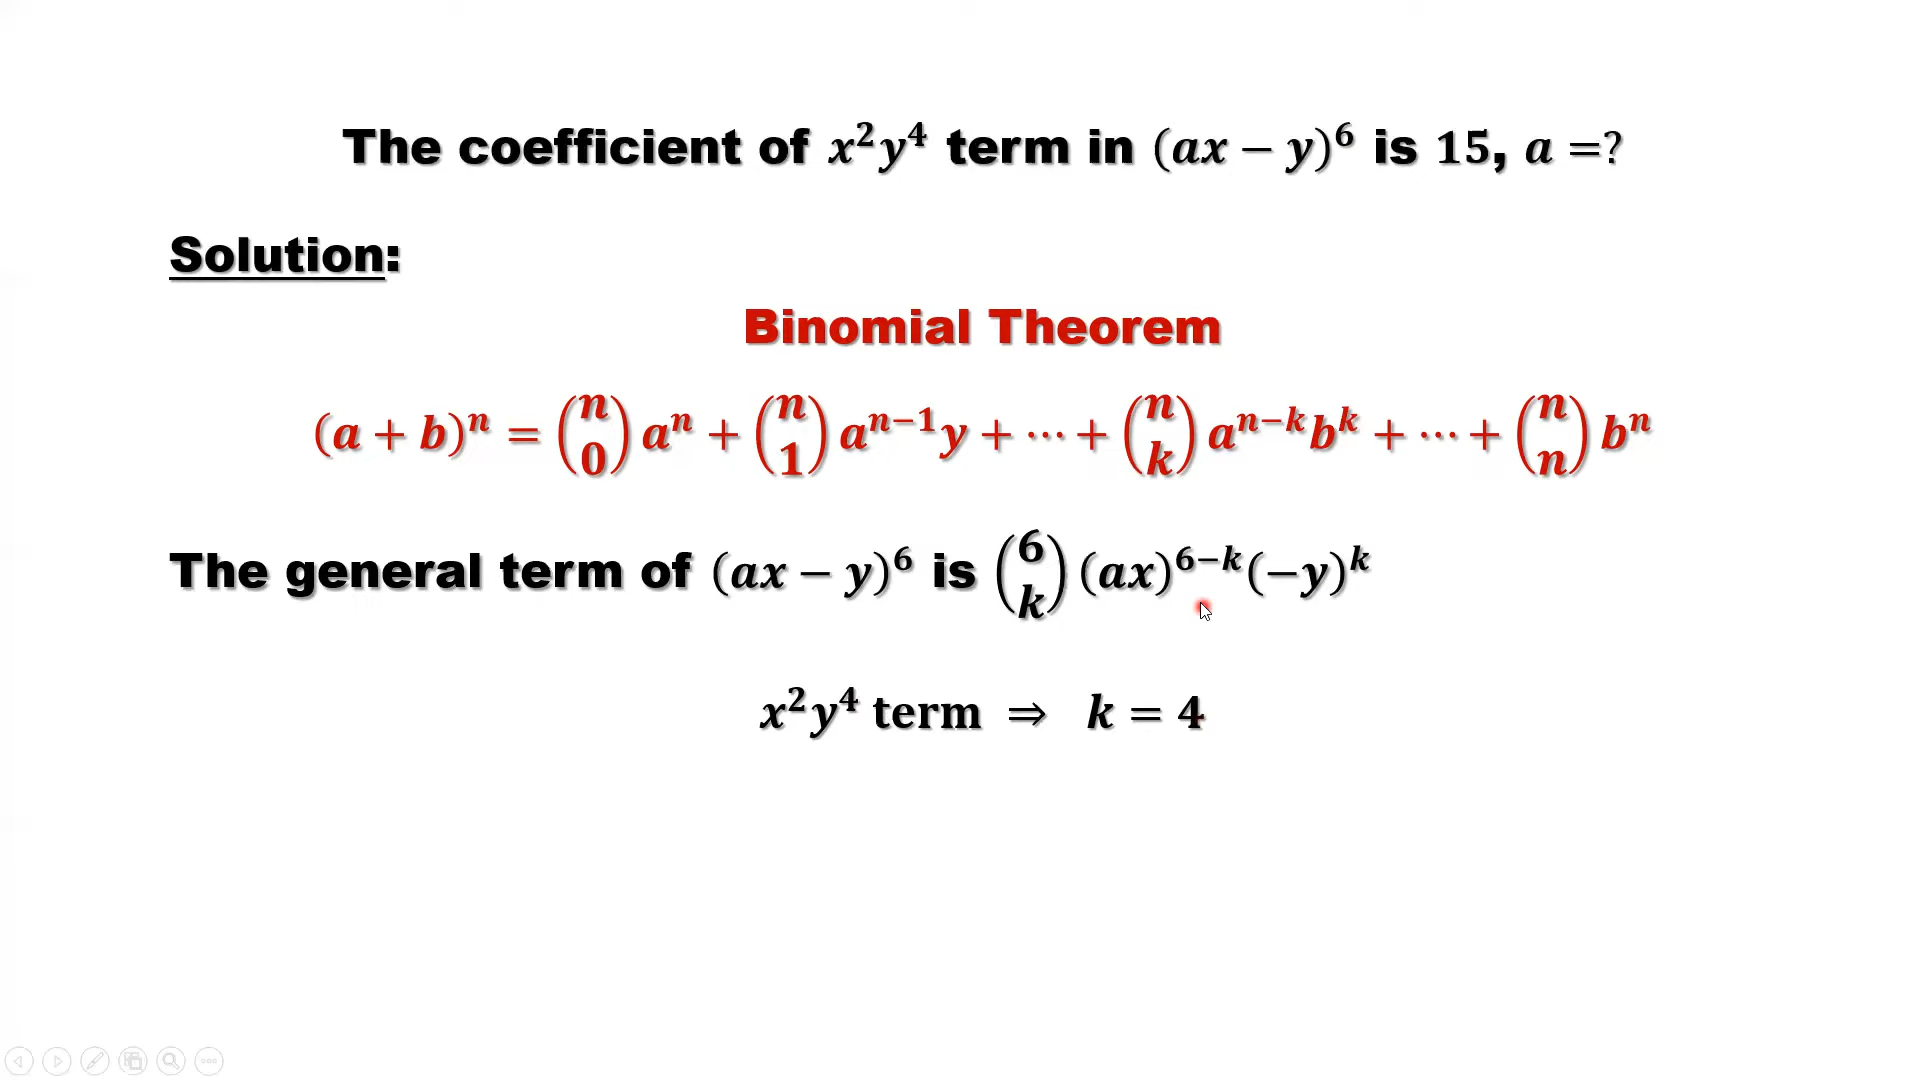 The coefficient of x²y⁴ term in (ax − y)⁶ is 15, a =?
Solution:
Binomial Theorem
(a + b)ⁿ = (n 0) aⁿ + (n 1) aⁿ⁻¹y + ⋯ + (n k) aⁿ⁻ᵏbᵏ + ⋯ + (n n) bⁿ
The general term of (ax − y)⁶ is (6 k) (ax)⁶⁻ᵏ(−y)ᵏ
x²y⁴ term ⇒ k = 4